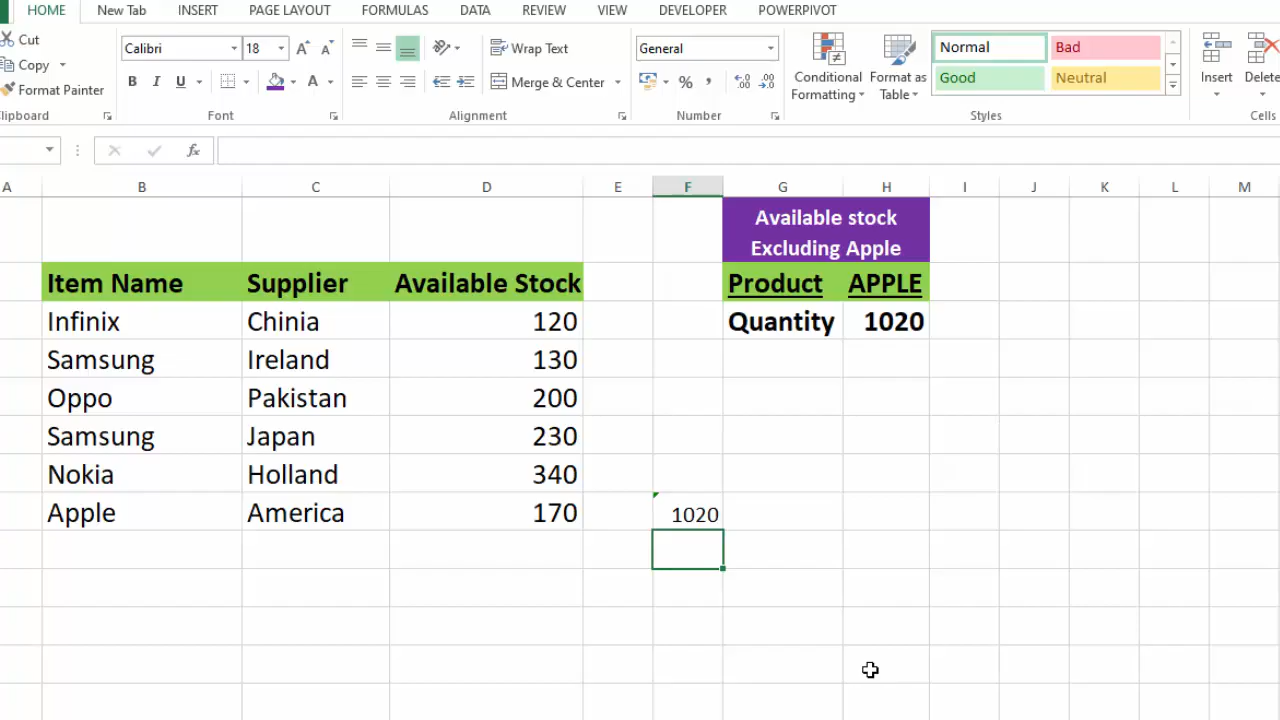 HOME New Tab INSERT PAGE LAYOUT FORMULAS DATA REVIEW VIEW DEVELOPER POWERPIVOT
Cut
Copy
Format Painter
lipboard
Calibri 18
B I U
Font
Wrap Text
Merge & Center
Alignment
General
%
Number
Conditional
Formatting
Format as
Table
Normal Bad
Good Neutral
Styles
Insert Delete
Cells
fx
A B C D E F G H I J K L M
Available stock
Excluding Apple
Item Name Supplier Available Stock Product APPLE
Infinix Chinia 120 Quantity 1020
Samsung Ireland 130
Oppo Pakistan 200
Samsung Japan 230
Nokia Holland 340
Apple America 170 1020